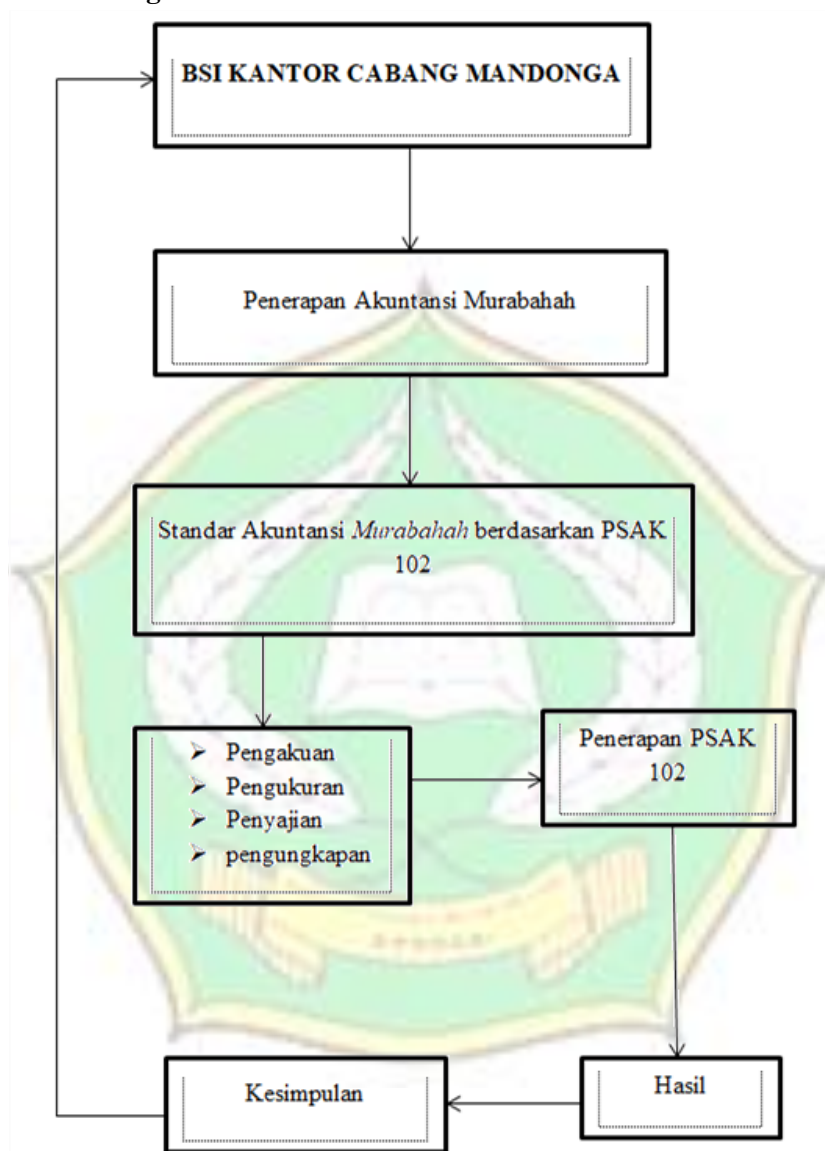 BSI KANTOR CABANG MANDONGA
Penerapan Akuntansi Murabahah
Standar Akuntansi Murabahah berdasarkan PSAK
102
➤ Pengakuan
➤ Pengukuran
➤ Penyajian
➤ pengungkapan
Penerapan PSAK
102
Hasil
Kesimpulan